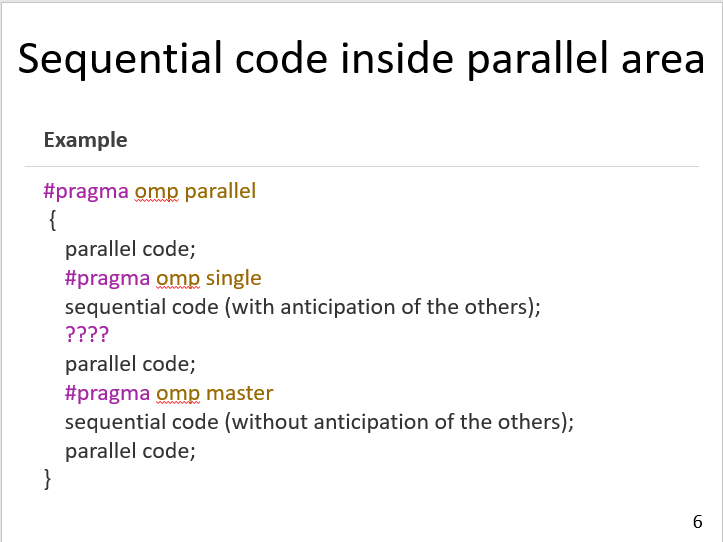 Sequential code inside parallel area
Example
#pragma omp parallel
{
parallel code;
#pragma omp single
sequential code (with anticipation of the others);
????
parallel code;
#pragma omp master
sequential code (without anticipation of the others);
parallel code;
}
6